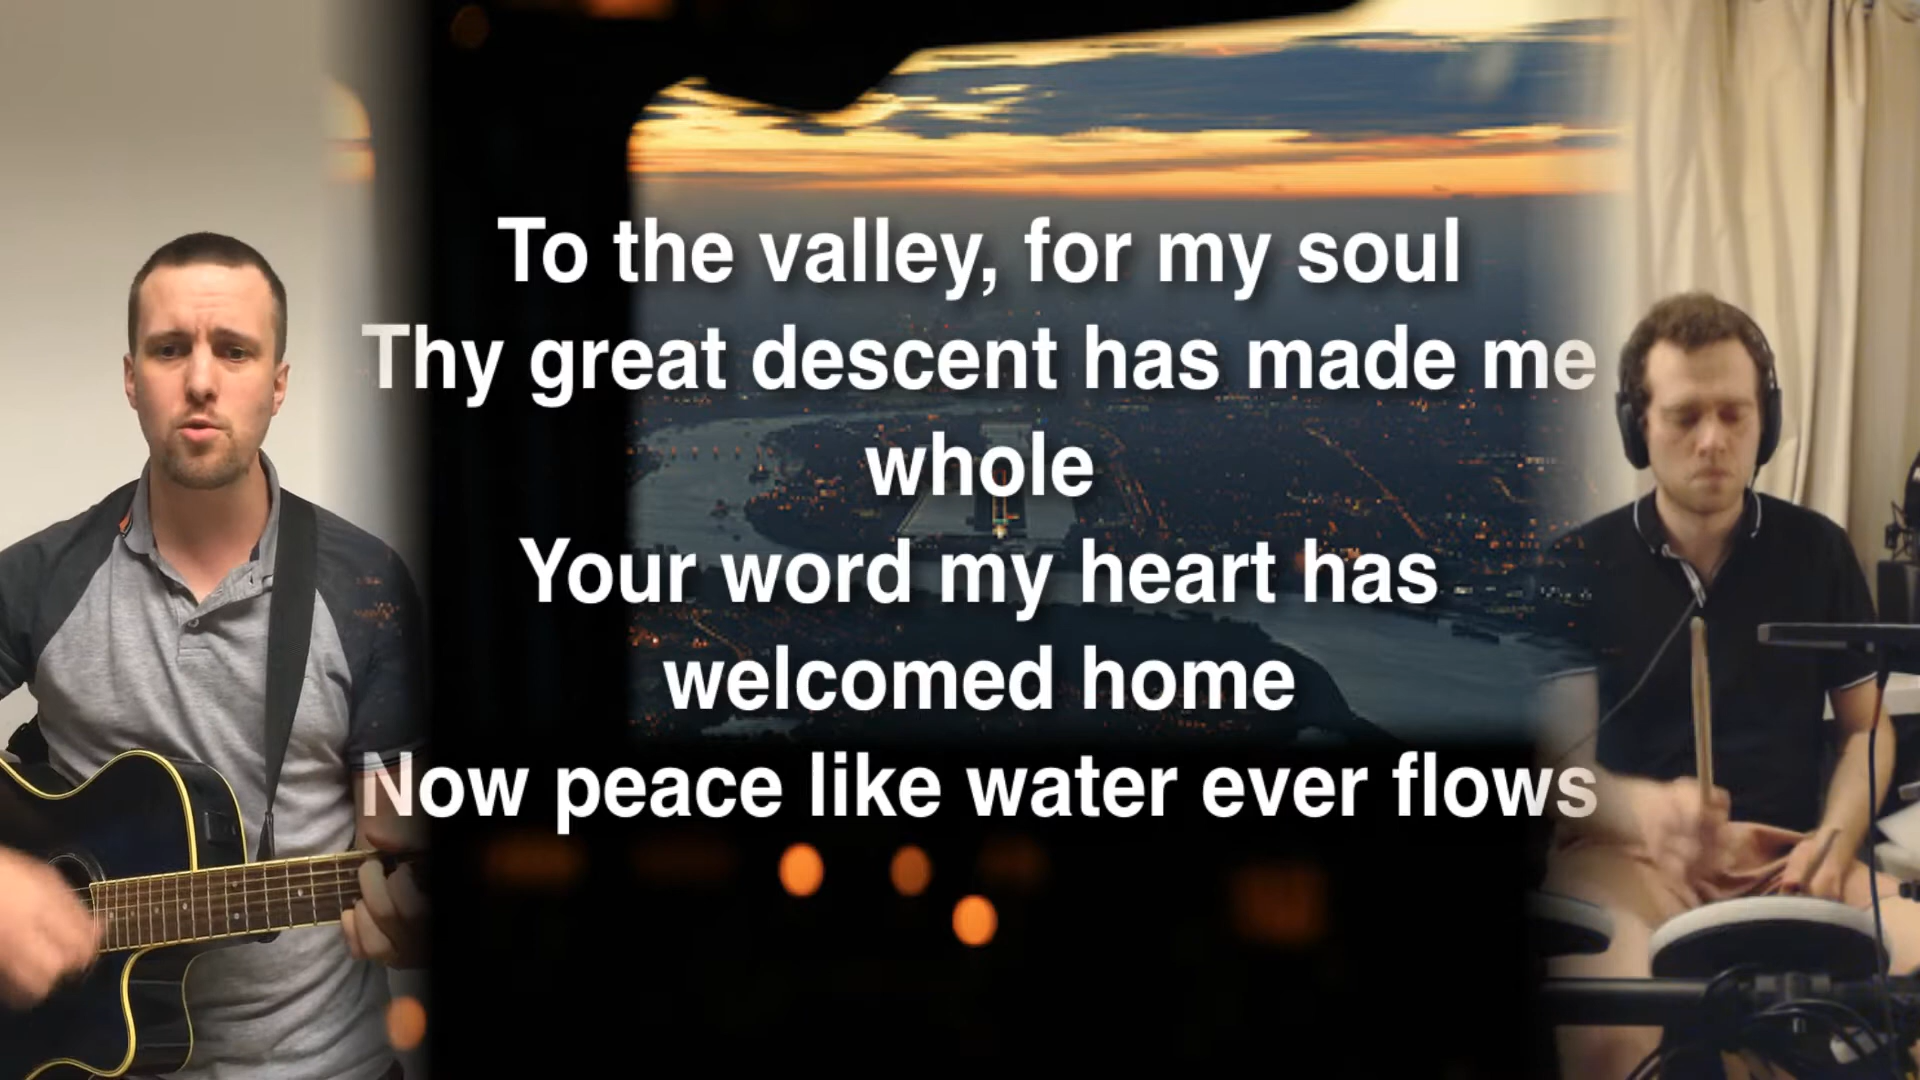 To the valley, for my soul
Thy great descent has made me
whole
Your word my heart has
welcomed home
Now peace like water ever flows